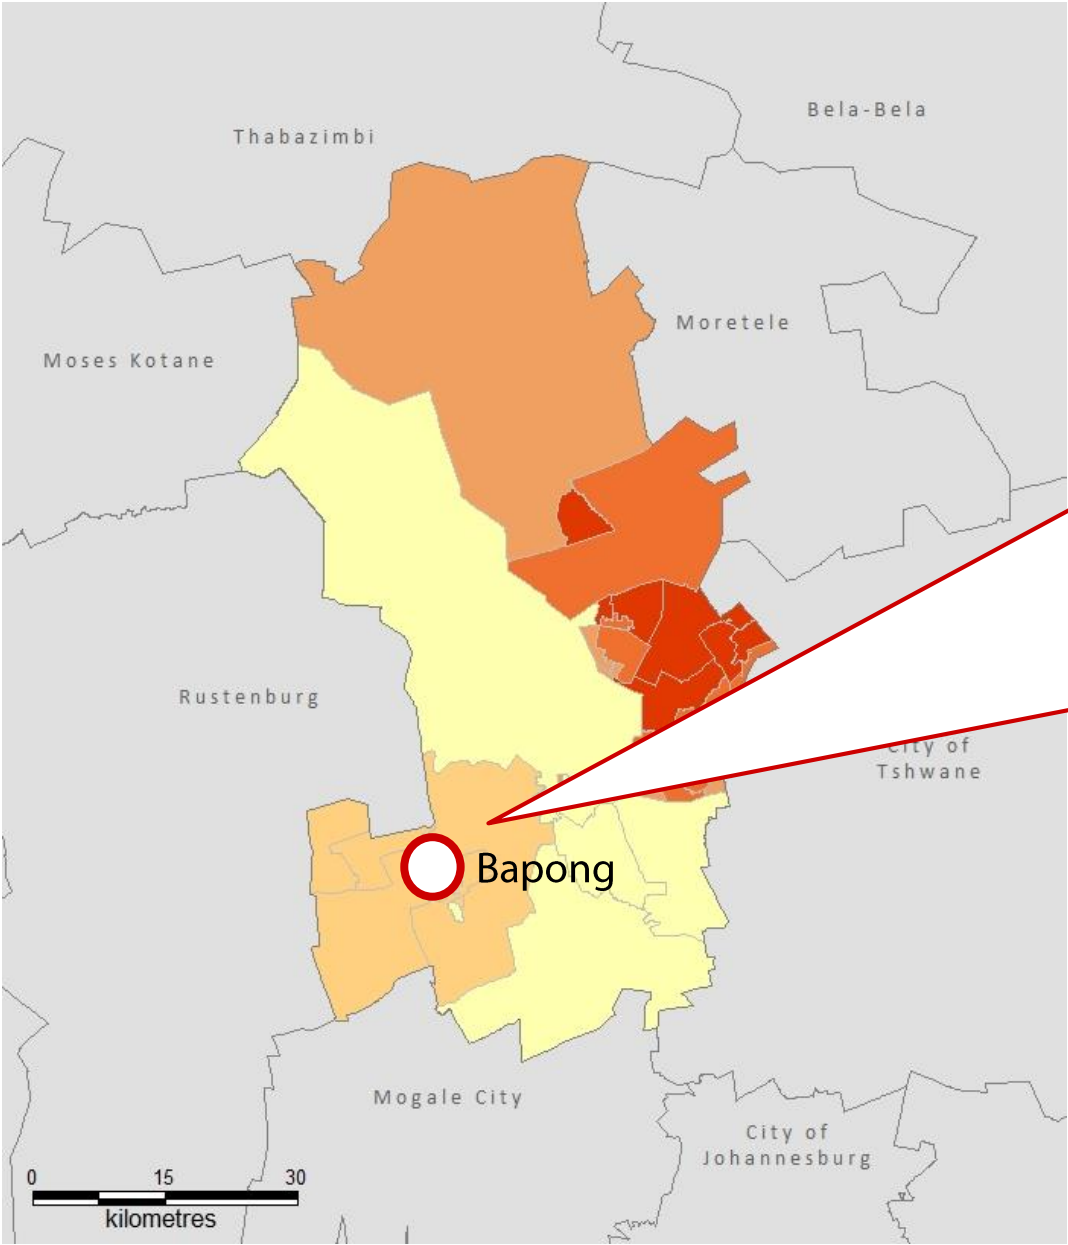 Bela-Bela
Thabazimbi
Moretele
Moses Kotane
Rustenburg
City of
Tshwane
Bapong
Mogale City
City of
Johannesburg
0 15 30
kilometres